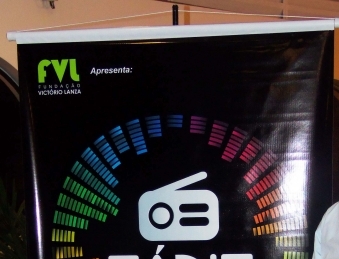 FVL
FUNDAÇÃO
VICTÓRIO LANZA
Apresenta: